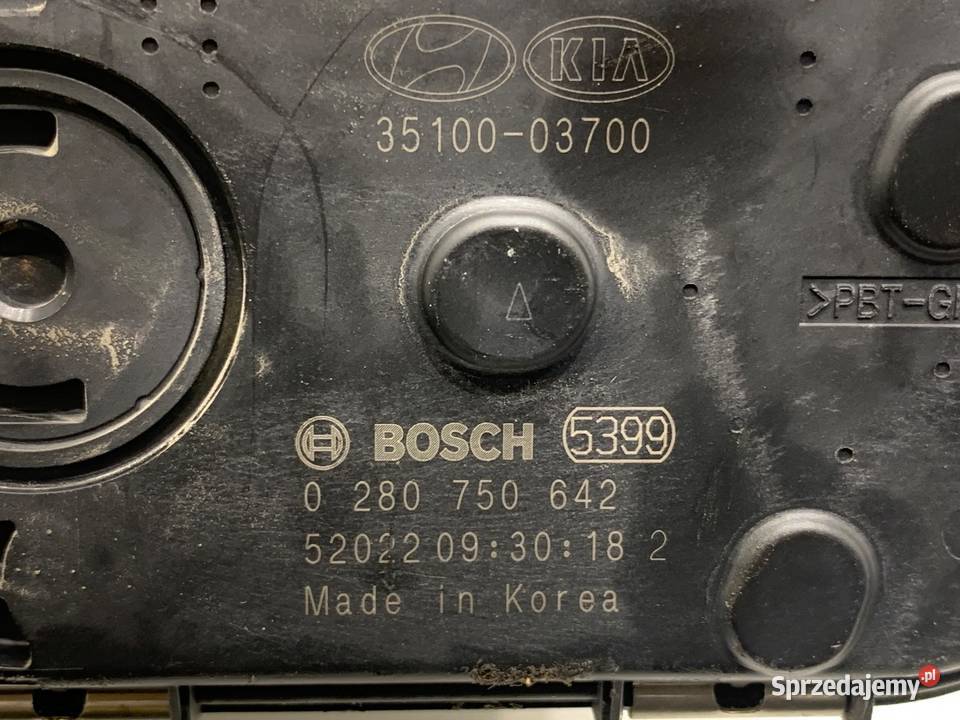 KIA
35100-03700
>PBT-G
BOSCH 5399
0 280 750 642
52022 09:30:18 2
Made in Korea
Sprzedajemy.pl